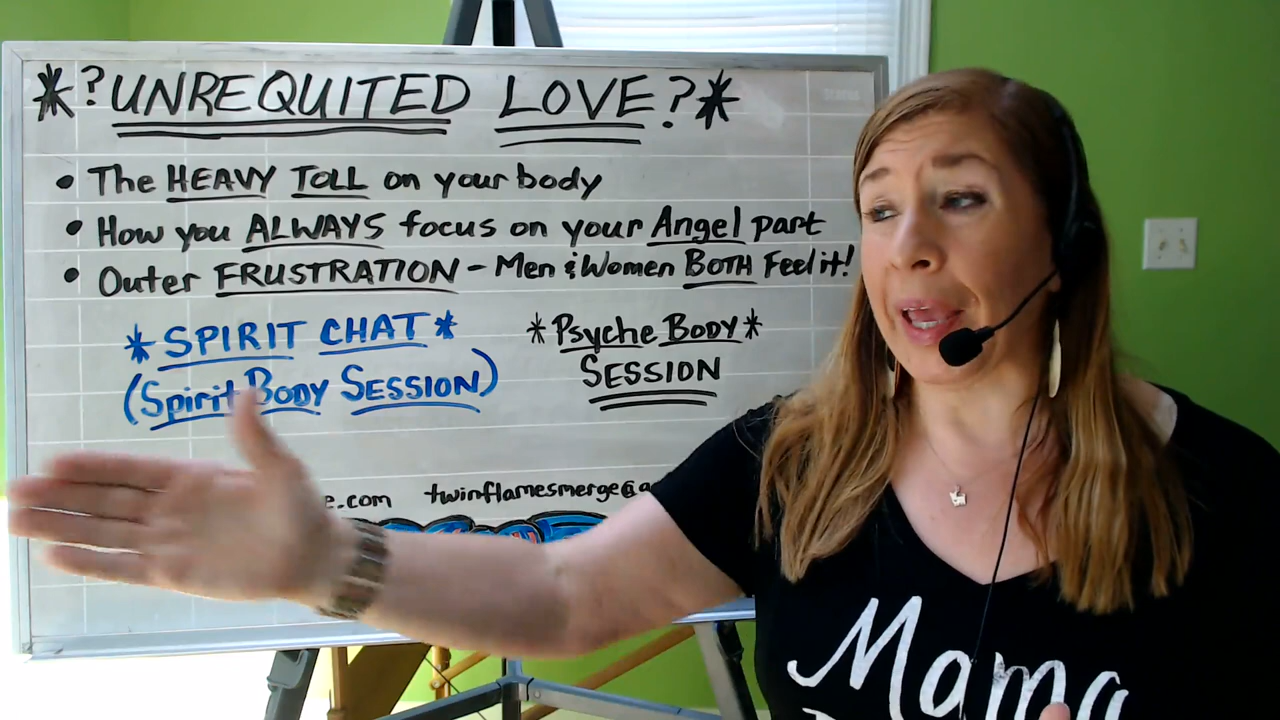 *?UNREQUITED LOVE?*
• The HEAVY TOLL on your body
• How you ALWAYS focus on your Angel part
• Outer FRUSTRATION - Men & Women BOTH Feel it!
*SPIRIT CHAT*
(Spirit BODY SESSION)
*Psyche BODY*
SESSION
e.com twinflamesmerge@
Mama